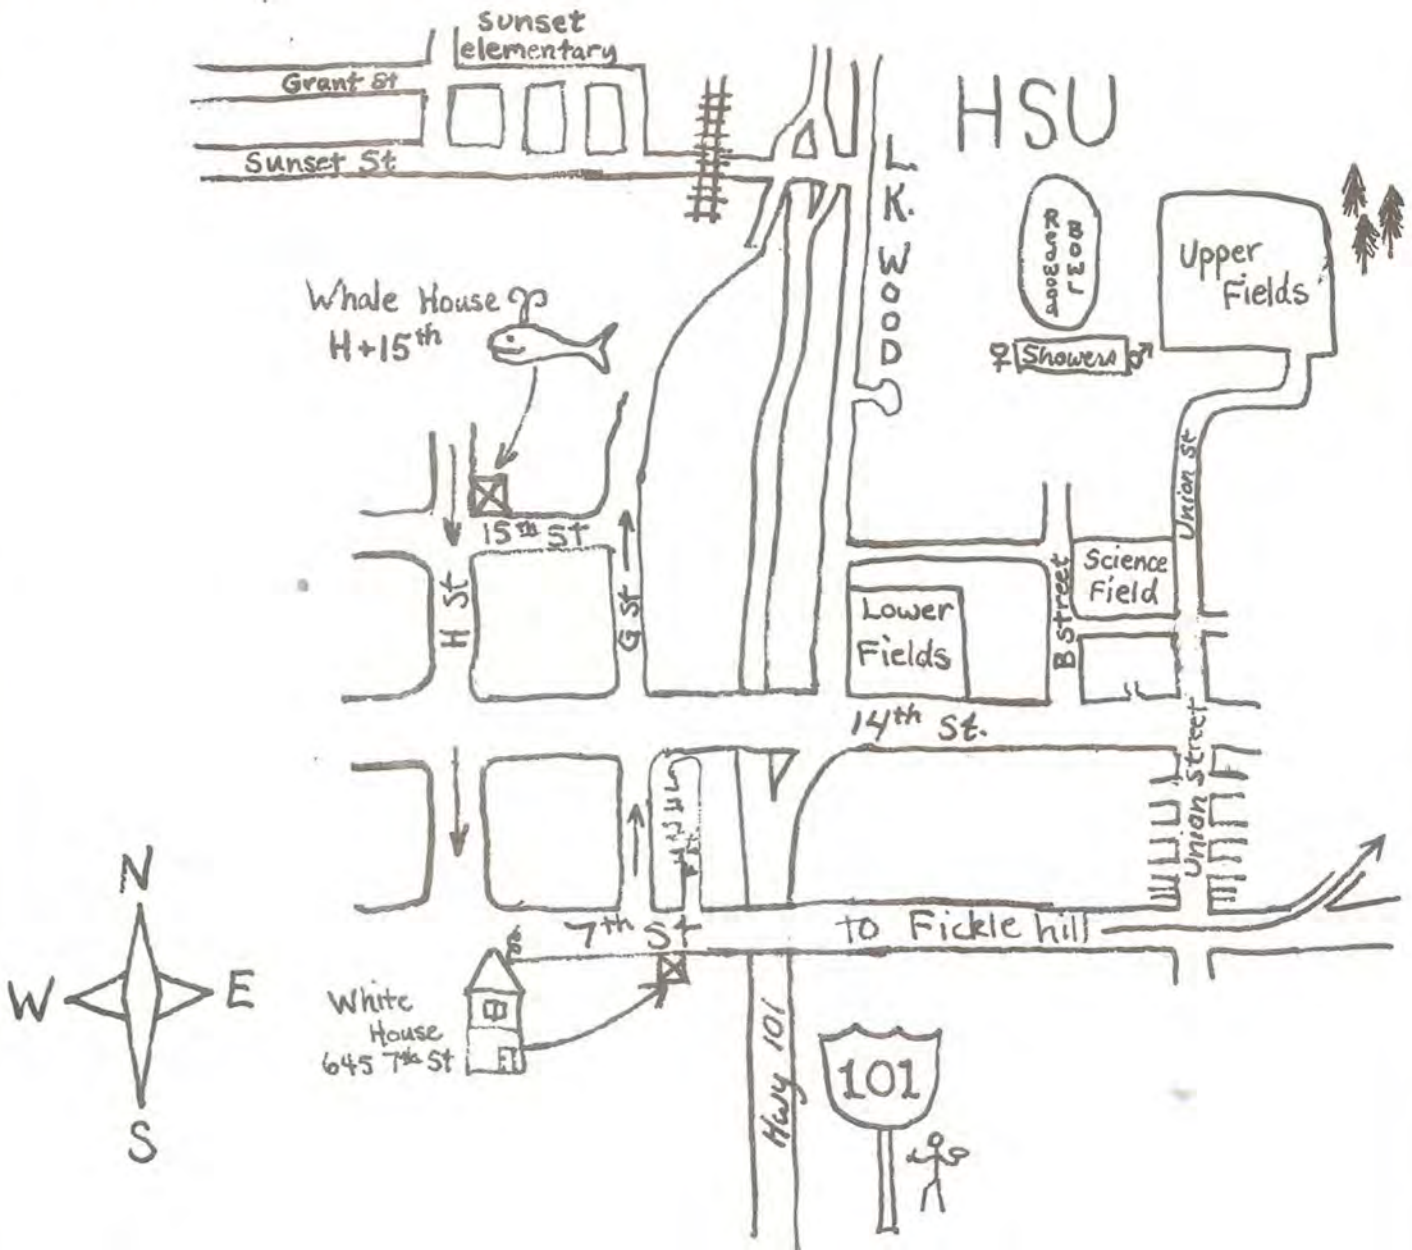 Sunset
elementary
Grant St
Sunset St
HSU
L.K. WOOD
REDWOOD
BOWL
Upper
Fields
♀ Showers ♂
Whale House
H+15th
15th St
H St
G St
Union St
Science
Field
B Street
Lower
Fields
14th St.
Union Street
7th St
to Fickle hill
White
House
645 7th St
Hwy 101
101
N
W E
S